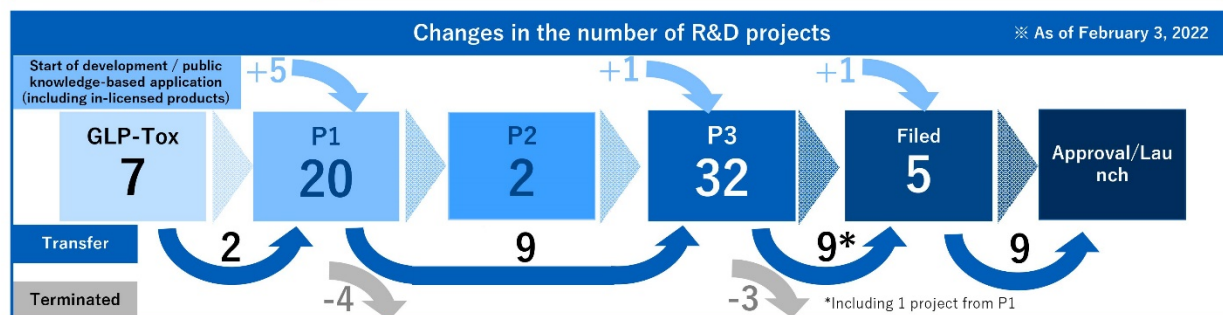 Changes in the number of R&D projects
※ As of February 3, 2022
Start of development / public
knowledge-based application
(including in-licensed products)
+5
+1
+1
GLP-Tox
7
P1
20
P2
2
P3
32
Filed
5
Approval/Lau
nch
Transfer
2
9
9*
9
Terminated
-4
-3
*Including 1 project from P1